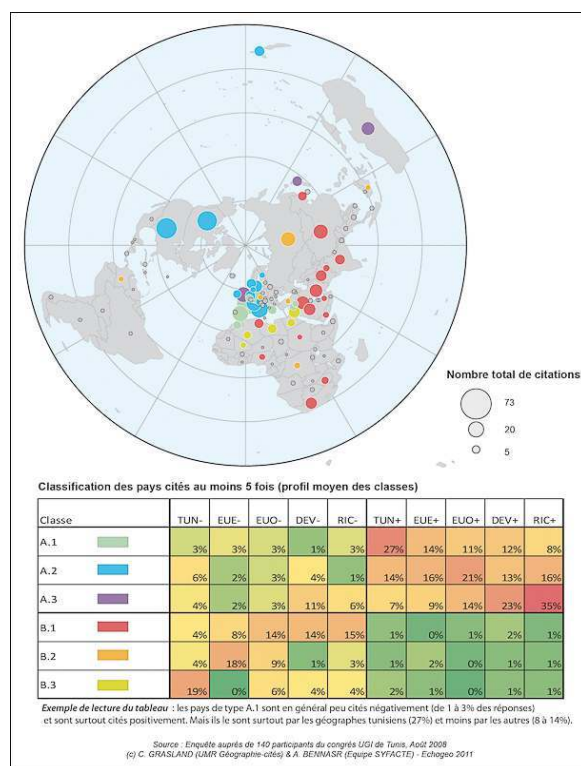 Nombre total de citations
73
20
5
Classification des pays cités au moins 5 fois (profil moyen des classes)
Classe TUN- EUE- EUO- DEV- RIC- TUN+ EUE+ EUO+ DEV+ RIC+
A.1 3% 3% 3% 1% 3% 27% 14% 11% 12% 8%
A.2 6% 2% 3% 4% 1% 14% 16% 21% 13% 16%
A.3 4% 2% 3% 11% 6% 7% 9% 14% 23% 35%
B.1 4% 8% 14% 14% 15% 1% 0% 1% 2% 1%
B.2 4% 18% 9% 1% 3% 1% 2% 0% 1% 1%
B.3 19% 0% 6% 4% 4% 2% 1% 0% 1% 1%
Exemple de lecture du tableau : les pays de type A.1 sont en général peu cités négativement (de 1 à 3% des réponses)
et sont surtout cités positivement. Mais ils le sont surtout par les géographes tunisiens (27%) et moins par les autres (8 à 14%).
Source : Enquête auprés de 140 participants du congrés UGI de Tunis, Août 2008
(c) C. GRASLAND (UMR Géographie-cités) & A. BENNASR (Equipe SYFACTE) - Echogeo 2011